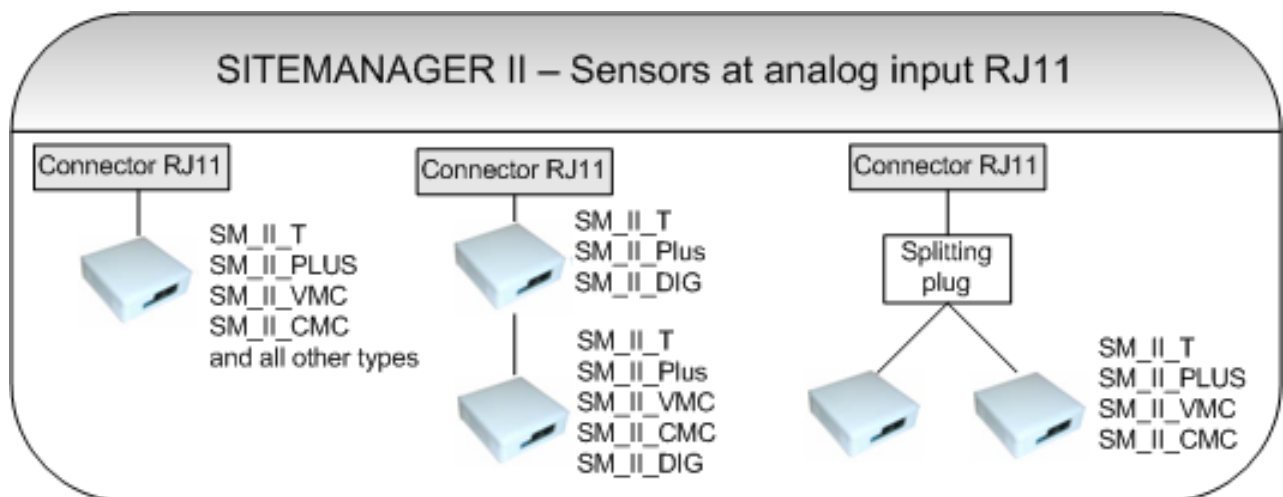 SITEMANAGER II – Sensors at analog input RJ11
Connector RJ11
SM_II_T
SM_II_PLUS
SM_II_VMC
SM_II_CMC
and all other types
Connector RJ11
SM_II_T
SM_II_Plus
SM_II_DIG
SM_II_T
SM_II_Plus
SM_II_VMC
SM_II_CMC
SM_II_DIG
Connector RJ11
Splitting
plug
SM_II_T
SM_II_PLUS
SM_II_VMC
SM_II_CMC